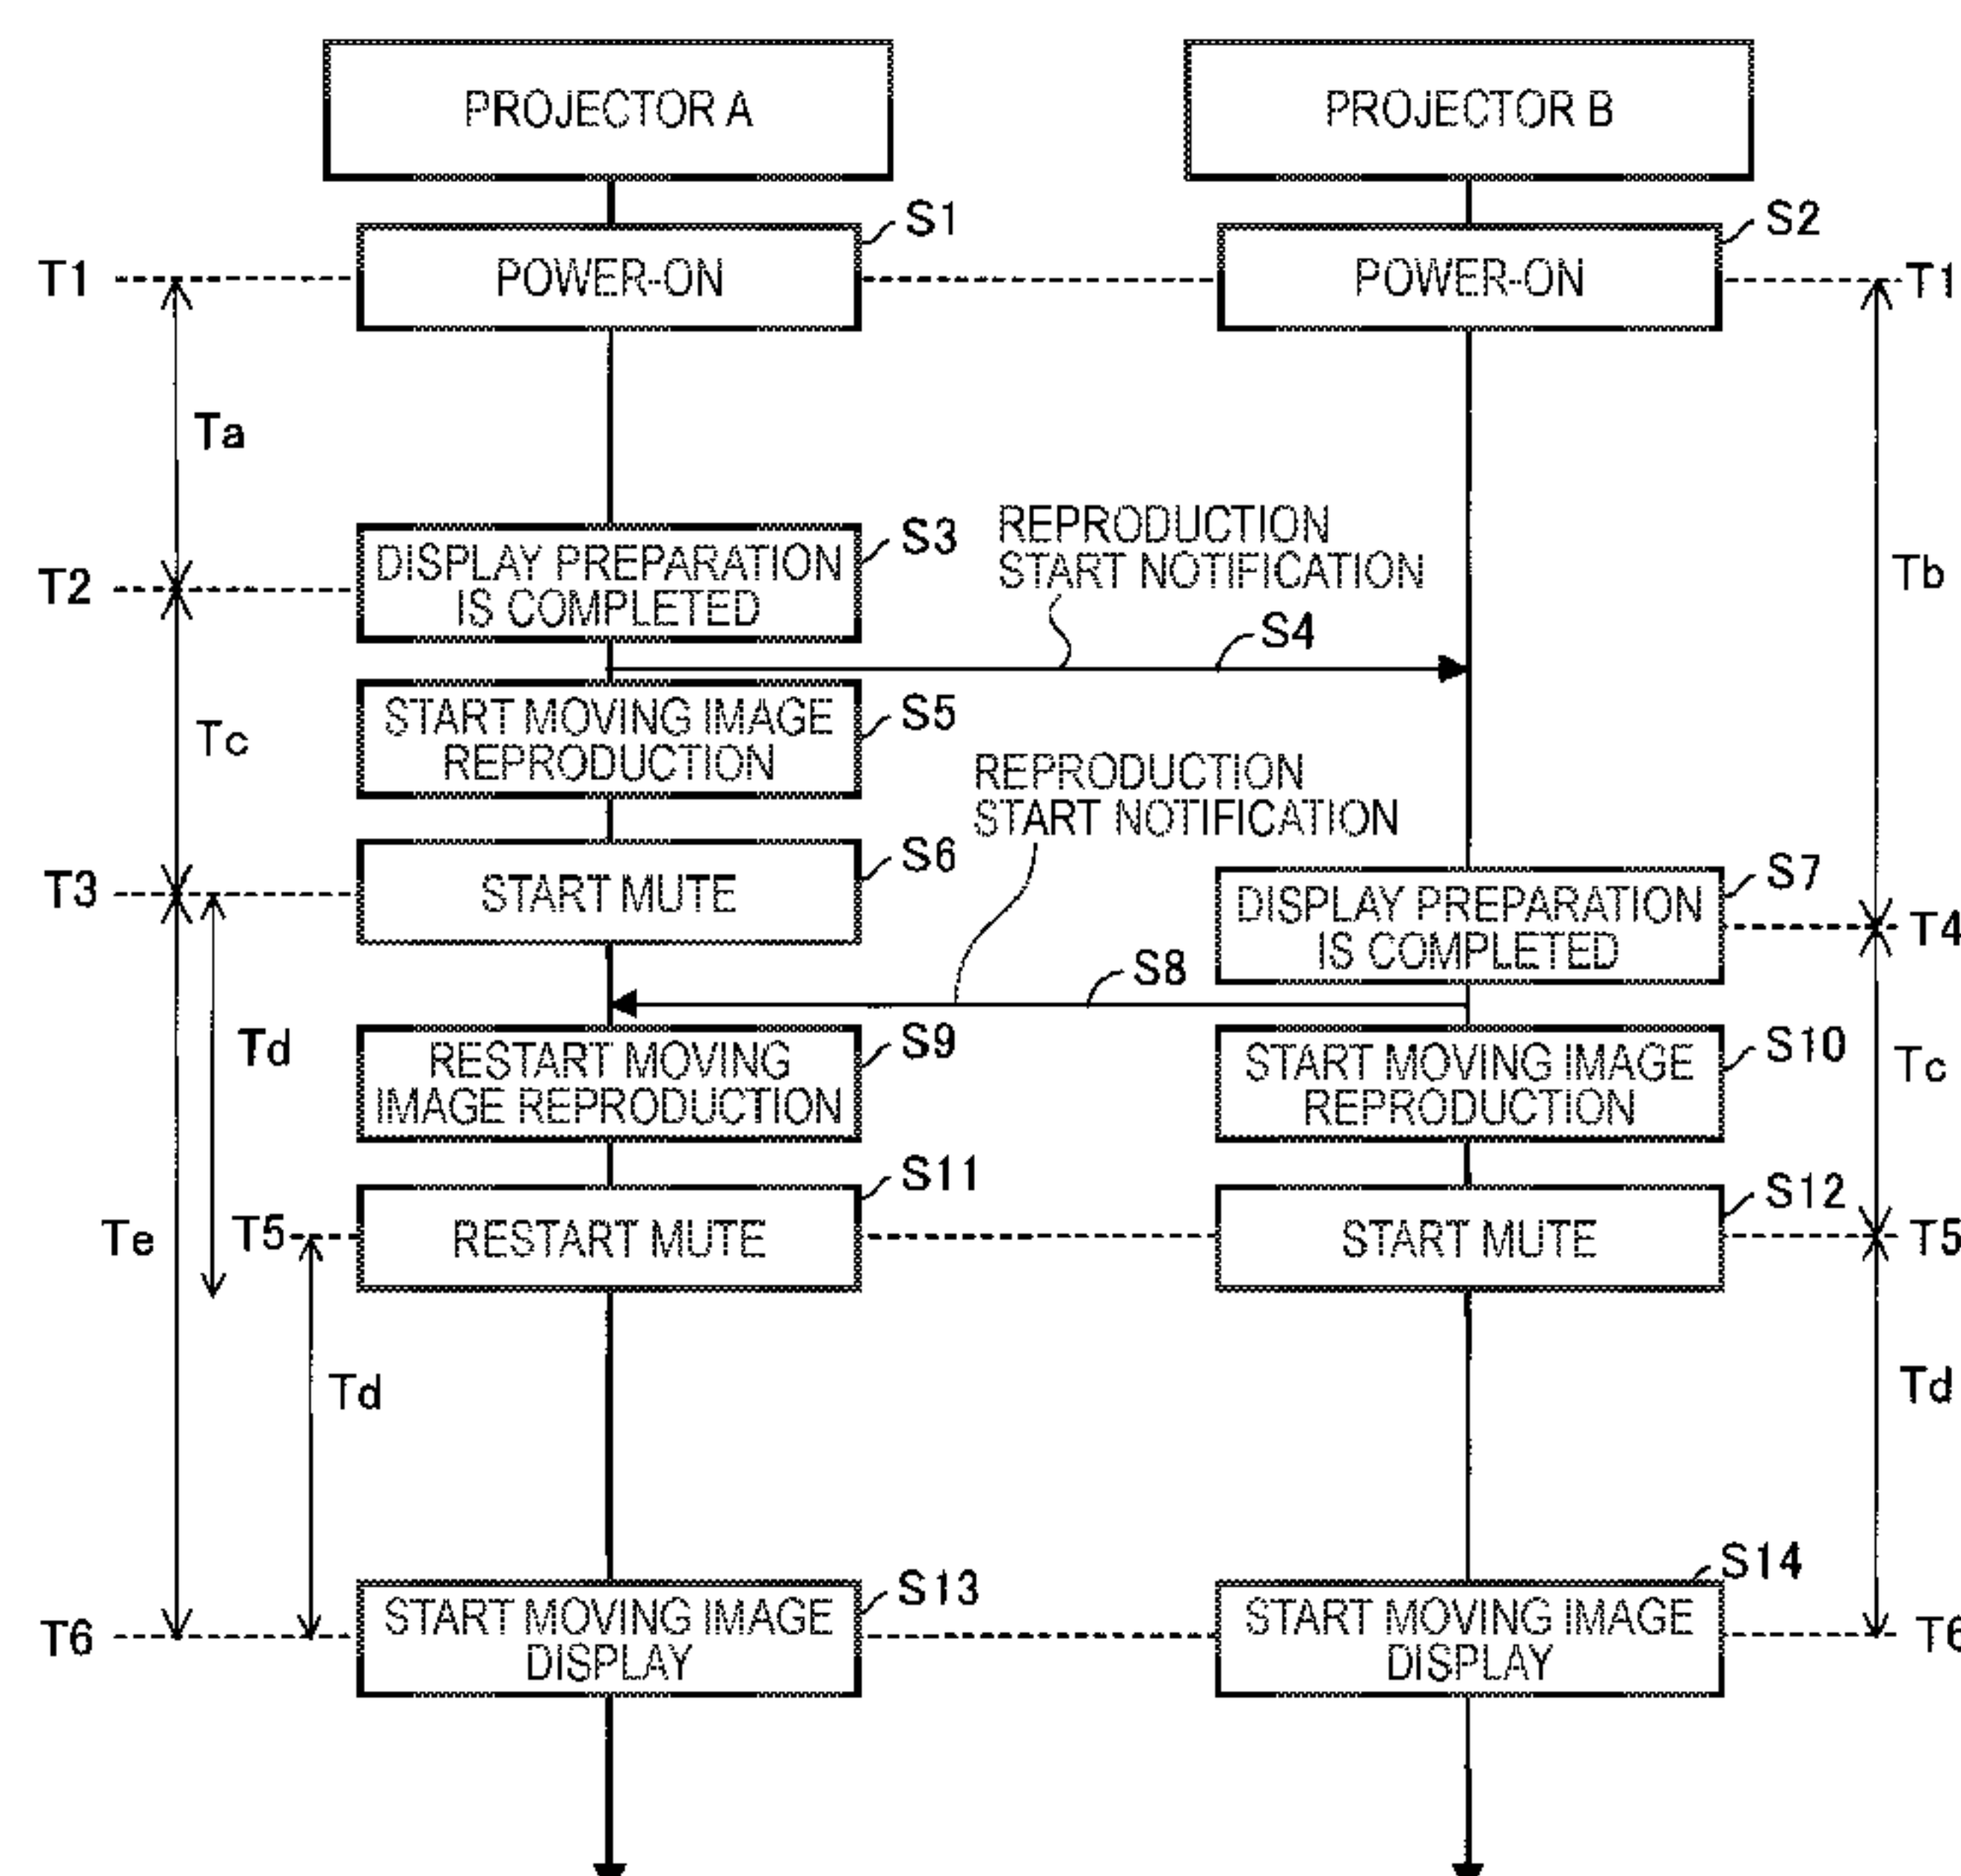 PROJECTOR A
PROJECTOR B
S1
S2
T1
POWER-ON
POWER-ON
T1
Ta
S3
REPRODUCTION
START NOTIFICATION
T2
DISPLAY PREPARATION
IS COMPLETED
Tb
S4
Tc
START MOVING IMAGE
REPRODUCTION
S5
REPRODUCTION
START NOTIFICATION
T3
START MUTE
S6
S7
DISPLAY PREPARATION
IS COMPLETED
T4
S8
Td
RESTART MOVING
IMAGE REPRODUCTION
S9
START MOVING IMAGE
REPRODUCTION
S10
Tc
S11
S12
Te
T5
RESTART MUTE
START MUTE
T5
Td
Td
S13
S14
T6
START MOVING IMAGE
DISPLAY
START MOVING IMAGE
DISPLAY
T6